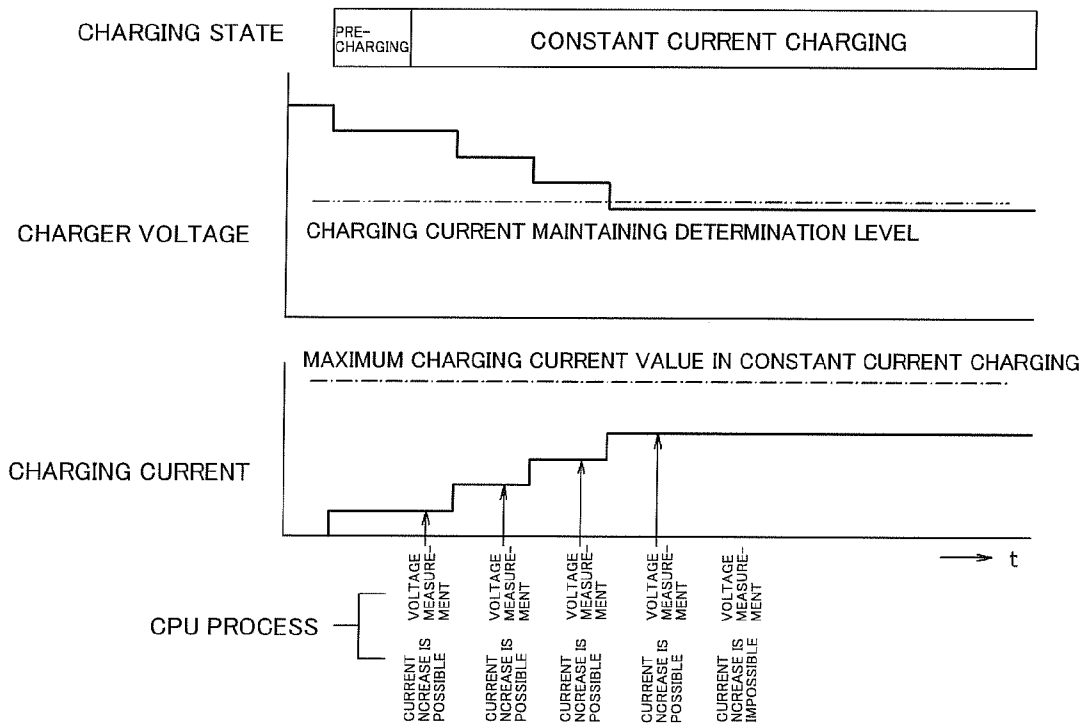 CHARGING STATE
PRE-
CHARGING
CONSTANT CURRENT CHARGING
CHARGER VOLTAGE
CHARGING CURRENT MAINTAINING DETERMINATION LEVEL
MAXIMUM CHARGING CURRENT VALUE IN CONSTANT CURRENT CHARGING
CHARGING CURRENT
t
CPU PROCESS
VOLTAGE
MEASURE-
MENT
VOLTAGE
MEASURE-
MENT
VOLTAGE
MEASURE-
MENT
VOLTAGE
MEASURE-
MENT
VOLTAGE
MEASURE-
MENT
CURRENT
NCREASE IS
POSSIBLE
CURRENT
NCREASE IS
POSSIBLE
CURRENT
NCREASE IS
POSSIBLE
CURRENT
NCREASE IS
POSSIBLE
CURRENT
NCREASE IS
IMPOSSIBLE